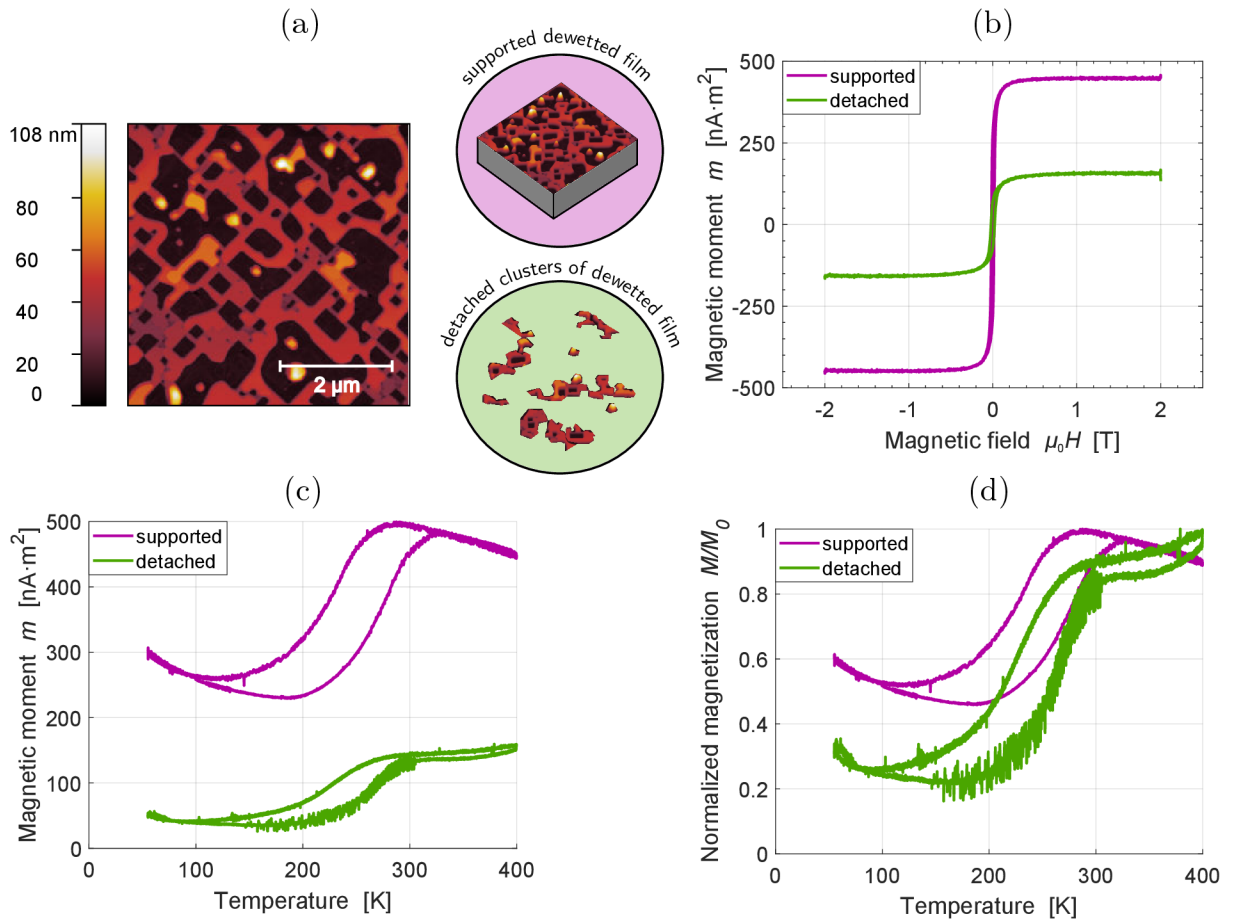 (a)
108 nm
80
60
40
20
0
2 µm
supported dewetted film
detached clusters of dewetted film
(b)
500
450
250
0
-250
-500
supported
detached
-2
-1
0
1
2
Magnetic moment m [nA·m²]
Magnetic field μ₀H [T]
(c)
500
400
300
200
100
0
supported
detached
0
100
200
300
400
Magnetic moment m [nA·m²]
Temperature [K]
(d)
1
0.8
0.6
0.4
0.2
0
supported
detached
0
100
200
300
400
Normalized magnetization M/M₀
Temperature [K]